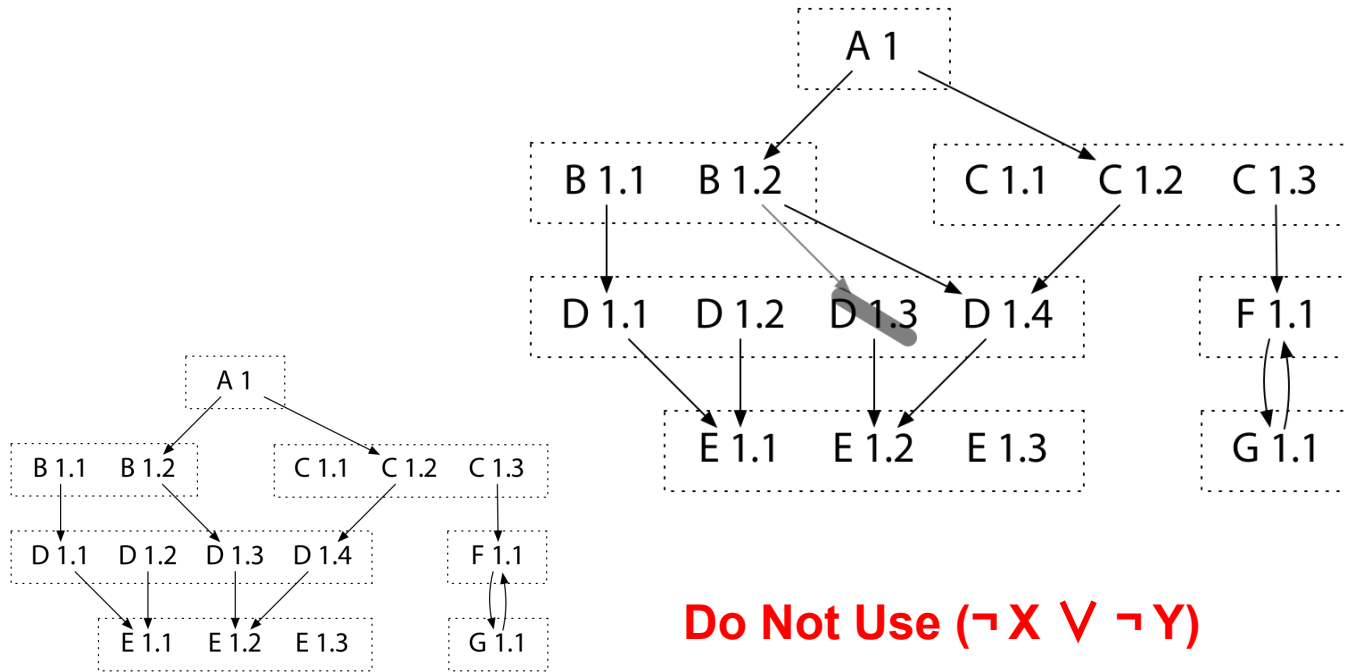 A 1
B 1.1 B 1.2 C 1.1 C 1.2 C 1.3
D 1.1 D 1.2 D 1.3 D 1.4 F 1.1
E 1.1 E 1.2 E 1.3 G 1.1
A 1
B 1.1 B 1.2 C 1.1 C 1.2 C 1.3
D 1.1 D 1.2 D 1.3 D 1.4 F 1.1
E 1.1 E 1.2 E 1.3 G 1.1
Do Not Use (¬ X ∨ ¬ Y)